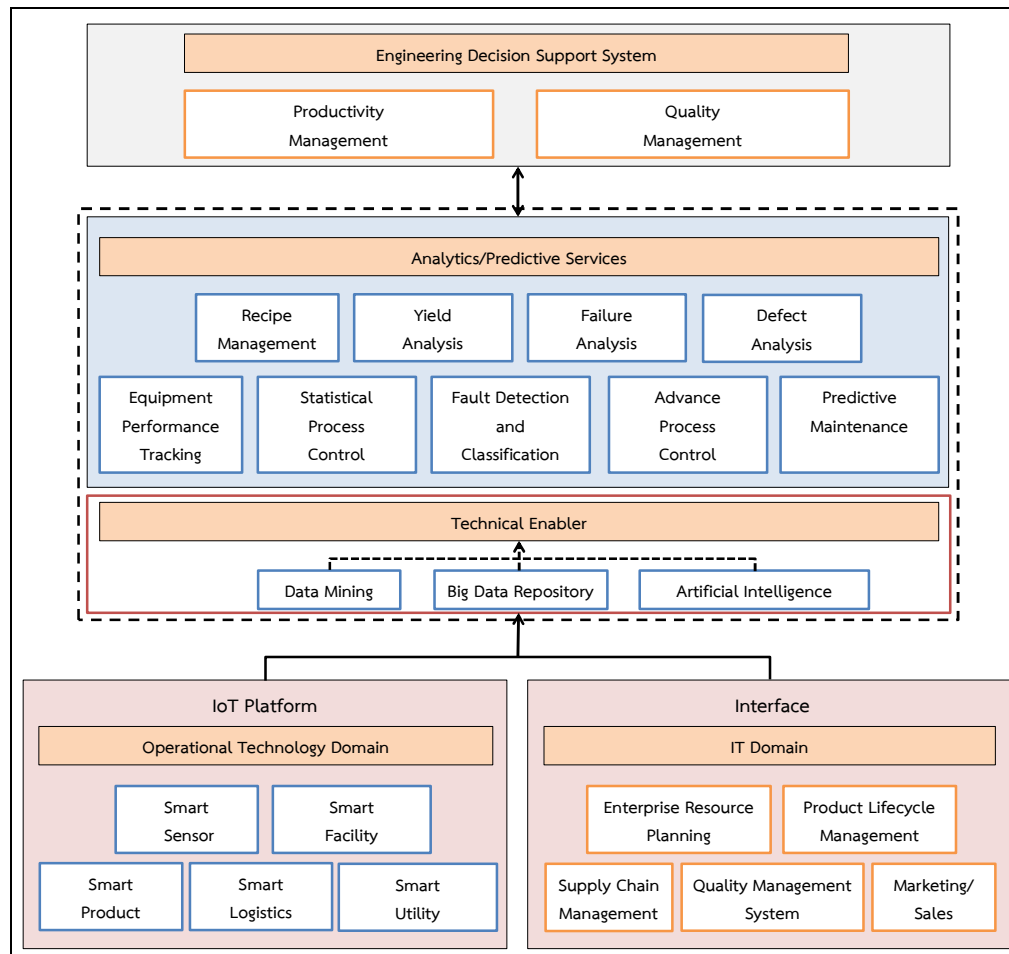 Engineering Decision Support System
Productivity
Management
Quality
Management
Analytics/Predictive Services
Recipe
Management
Yield
Analysis
Failure
Analysis
Defect
Analysis
Equipment
Performance
Tracking
Statistical
Process
Control
Fault Detection
and
Classification
Advance
Process
Control
Predictive
Maintenance
Technical Enabler
Data Mining
Big Data Repository
Artificial Intelligence
IoT Platform
Operational Technology Domain
Smart
Sensor
Smart
Facility
Smart
Product
Smart
Logistics
Smart
Utility
Interface
IT Domain
Enterprise Resource
Planning
Product Lifecycle
Management
Supply Chain
Management
Quality Management
System
Marketing/
Sales